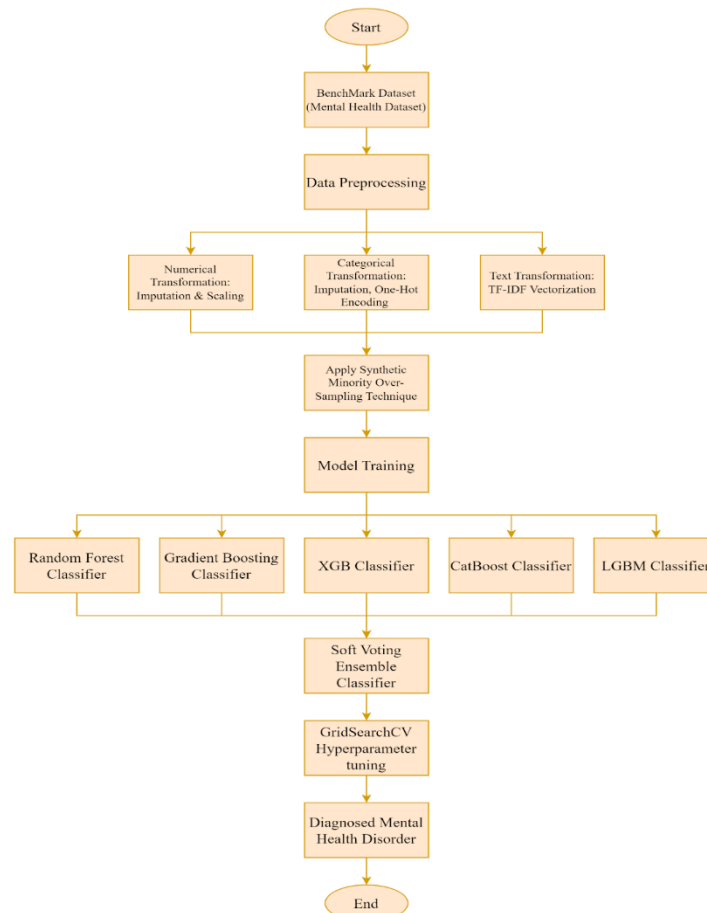 Start
BenchMark Dataset
(Mental Health Dataset)
Data Preprocessing
Numerical
Transformation:
Imputation & Scaling
Categorical
Transformation:
Imputation, One-Hot
Encoding
Text Transformation:
TF-IDF Vectorization
Apply Synthetic
Minority Over-
Sampling Technique
Model Training
Random Forest
Classifier
Gradient Boosting
Classifier
XGB Classifier
CatBoost Classifier
LGBM Classifier
Soft Voting
Ensemble
Classifier
GridSearchCV
Hyperparameter
tuning
Diagnosed Mental
Health Disorder
End